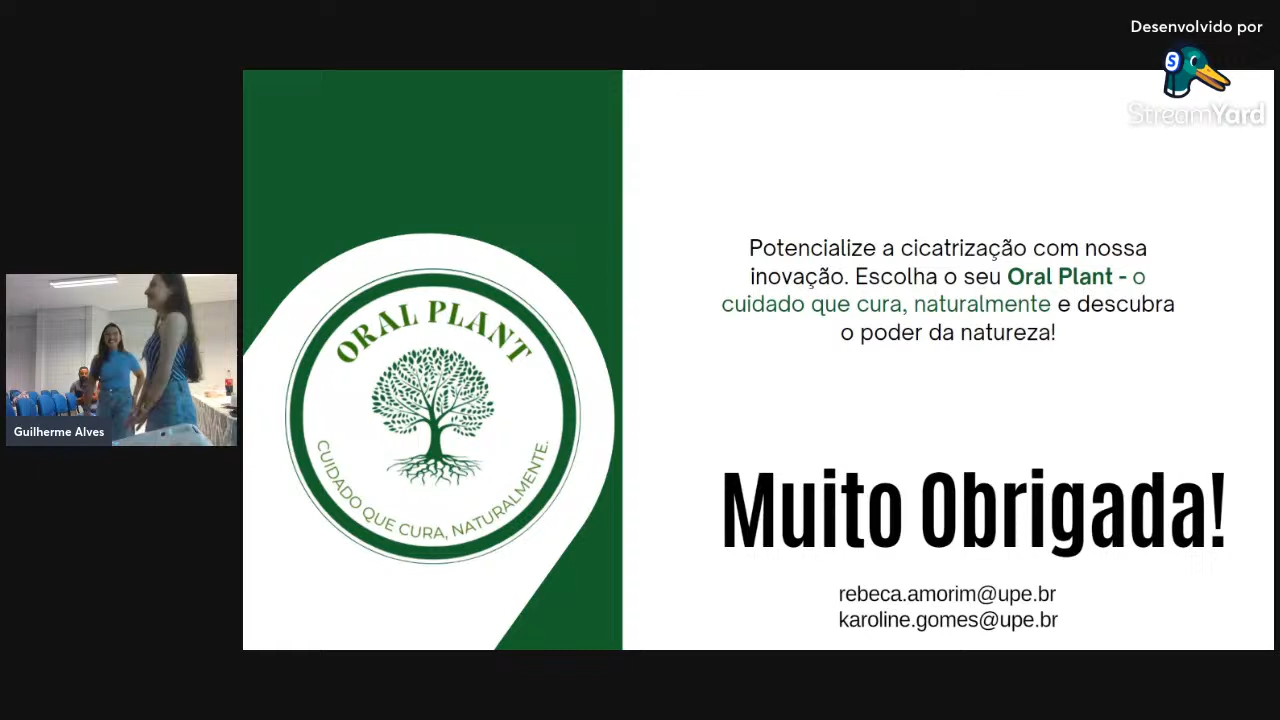 Desenvolvido por
StreamYard
Potencialize a cicatrização com nossa
inovação. Escolha o seu Oral Plant - o
cuidado que cura, naturalmente e descubra
o poder da natureza!
ORAL PLANT
CUIDADO QUE CURA, NATURALMENTE.
Guilherme Alves
Muito Obrigada!
rebeca.amorim@upe.br
karoline.gomes@upe.br